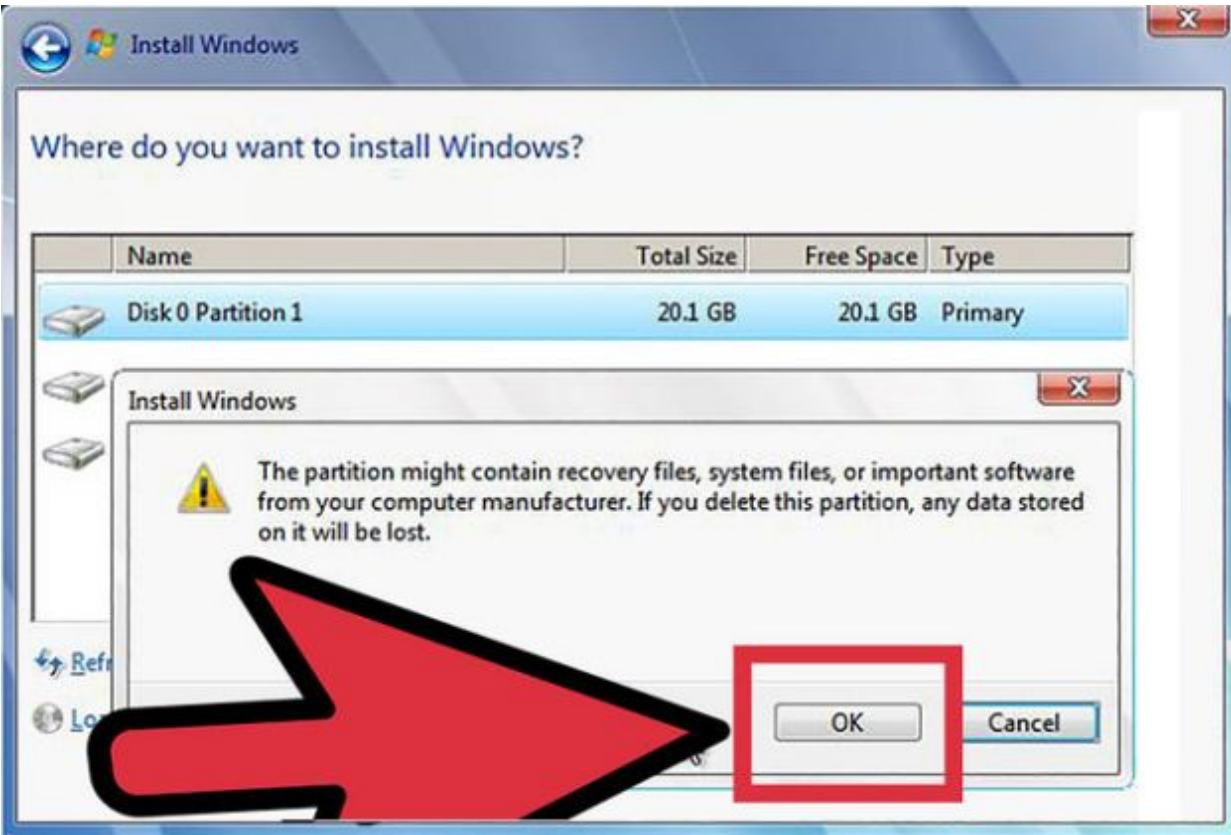 Install Windows
Where do you want to install Windows?
Name Total Size Free Space Type
Disk 0 Partition 1 20.1 GB 20.1 GB Primary
Install Windows
The partition might contain recovery files, system files, or important software
from your computer manufacturer. If you delete this partition, any data stored
on it will be lost.
OK Cancel